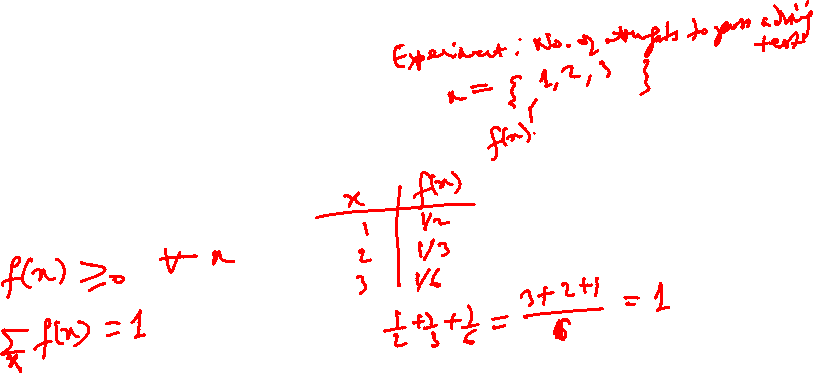 Experiment: No. of attempts to pass a driving
test
x = { 1, 2, 3 }
f(x):
x | f(x)
1 | 1/2
2 | 1/3
3 | 1/6
f(x) ≥ 0 ∀ x
∑x f(x) = 1
1/2 + 1/3 + 1/6 = (3+2+1)/6 = 1